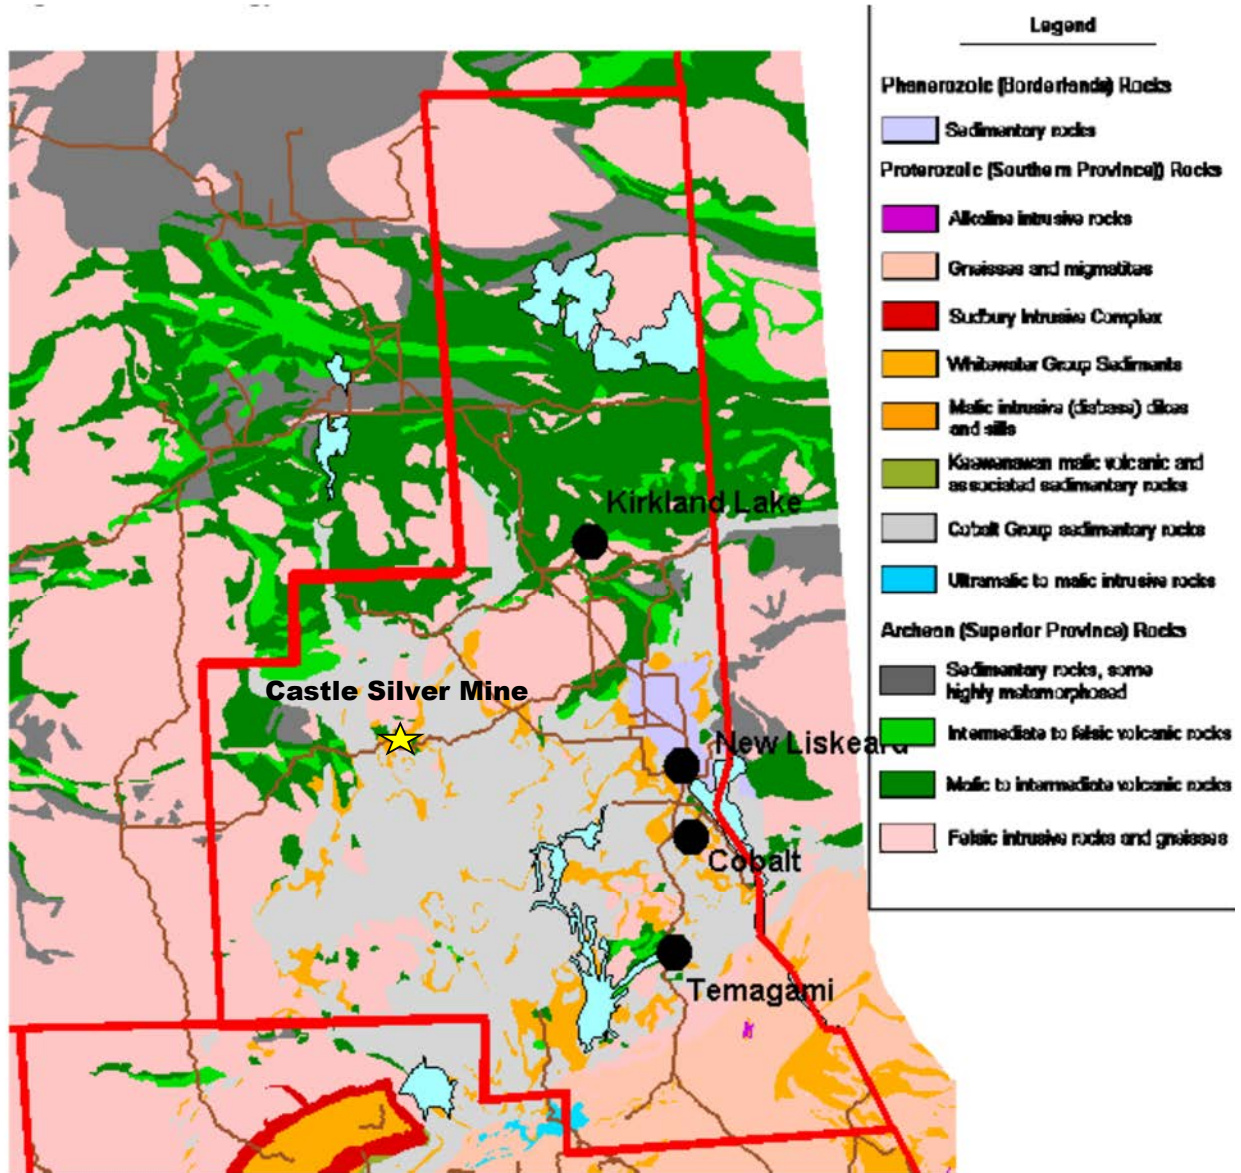 Kirkland Lake
Castle Silver Mine
New Liskeard
Cobalt
Temagami
Legend
Phanerozoic (Borderlands) Rocks
Sedimentary rocks
Proterozoic (Southern Province)) Rocks
Alkaline intrusive rocks
Gneisses and migmatites
Sudbury Intrusive Complex
Whitewater Group Sediments
Mafic intrusive (diabase) dikes
and sills
Keewenawan mafic volcanic and
associated sedimentary rocks
Cobalt Group sedimentary rocks
Ultramafic to mafic intrusive rocks
Archean (Superior Province) Rocks
Sedimentary rocks, some
highly metamorphosed
Intermediate to felsic volcanic rocks
Mafic to intermediate volcanic rocks
Felsic intrusive rocks and gneisses